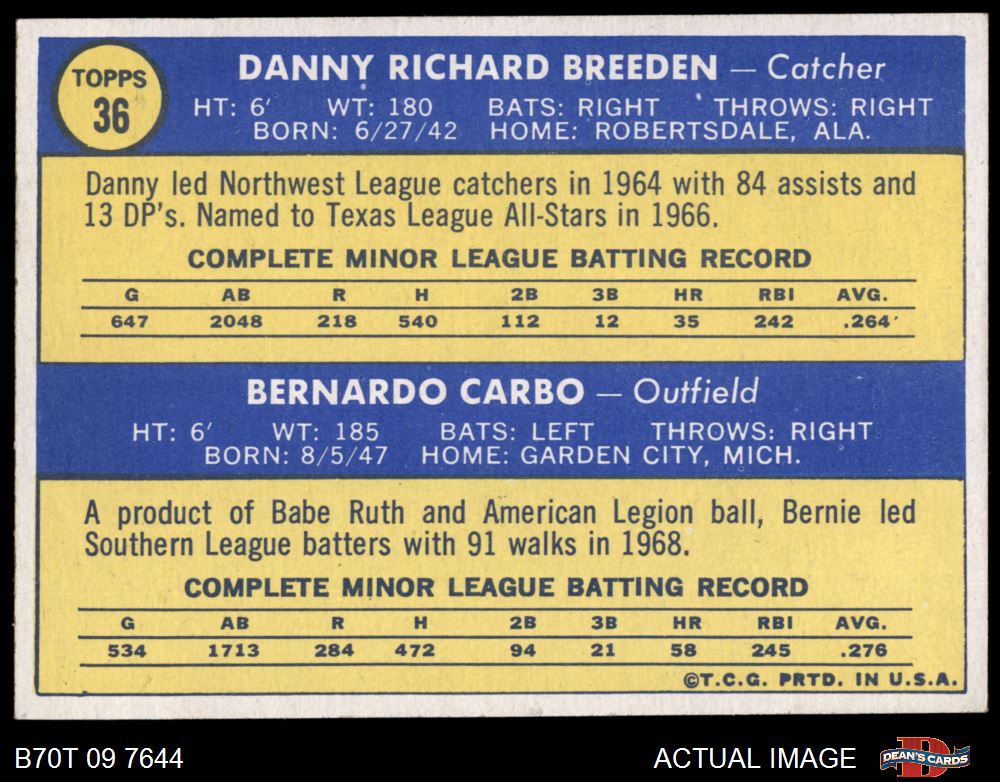 TOPPS
36
DANNY RICHARD BREEDEN — Catcher
HT: 6' WT: 180 BATS: RIGHT THROWS: RIGHT
BORN: 6/27/42 HOME: ROBERTSDALE, ALA.
Danny led Northwest League catchers in 1964 with 84 assists and
13 DP's. Named to Texas League All-Stars in 1966.
COMPLETE MINOR LEAGUE BATTING RECORD
G AB R H 2B 3B HR RBI AVG.
647 2048 218 540 112 12 35 242 .264
BERNARDO CARBO — Outfield
HT: 6' WT: 185 BATS: LEFT THROWS: RIGHT
BORN: 8/5/47 HOME: GARDEN CITY, MICH.
A product of Babe Ruth and American Legion ball, Bernie led
Southern League batters with 91 walks in 1968.
COMPLETE MINOR LEAGUE BATTING RECORD
G AB R H 2B 3B HR RBI AVG.
534 1713 284 472 94 21 58 245 .276
©T.C.G. PRTD. IN U.S.A.
B70T 09 7644 ACTUAL IMAGE DEAN'S CARDS